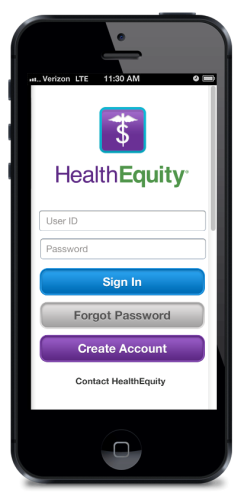 Verizon LTE 11:30 AM
HealthEquity
User ID
Password
Sign In
Forgot Password
Create Account
Contact HealthEquity